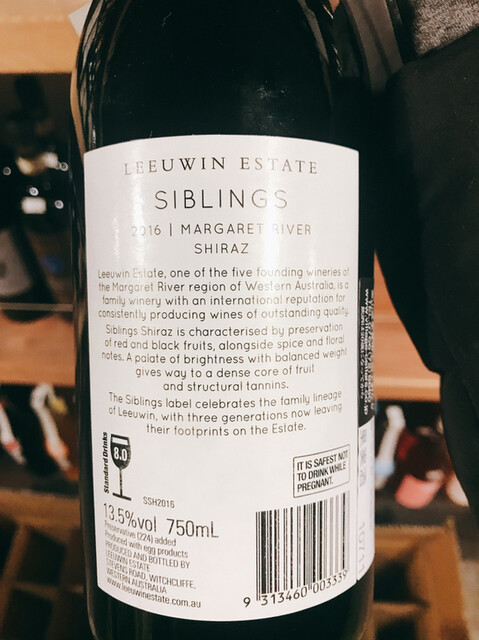 LEEUWIN ESTATE
SIBLINGS
2016 | MARGARET RIVER
SHIRAZ
Leeuwin Estate, one of the five founding wineries of
the Margaret River region of Western Australia, is a
family winery with an international reputation for
consistently producing wines of outstanding quality.
Siblings Shiraz is characterised by preservation
of red and black fruits, alongside spice and floral
notes. A palate of brightness with balanced weight
gives way to a dense core of fruit
and structural tannins.
The Siblings label celebrates the family lineage
of Leeuwin, with three generations now leaving
their footprints on the Estate.
Standard Drinks
8.0
IT IS SAFEST NOT
TO DRINK WHILE
PREGNANT.
SSH2016
13.5%vol 750mL
Preservative (224) added
Produced with egg products
PRODUCED AND BOTTLED BY
LEEUWIN ESTATE
STEVENS ROAD, WITCHCLIFFE,
WESTERN AUSTRALIA
www.leeuwinestate.com.au
9 313460 003539